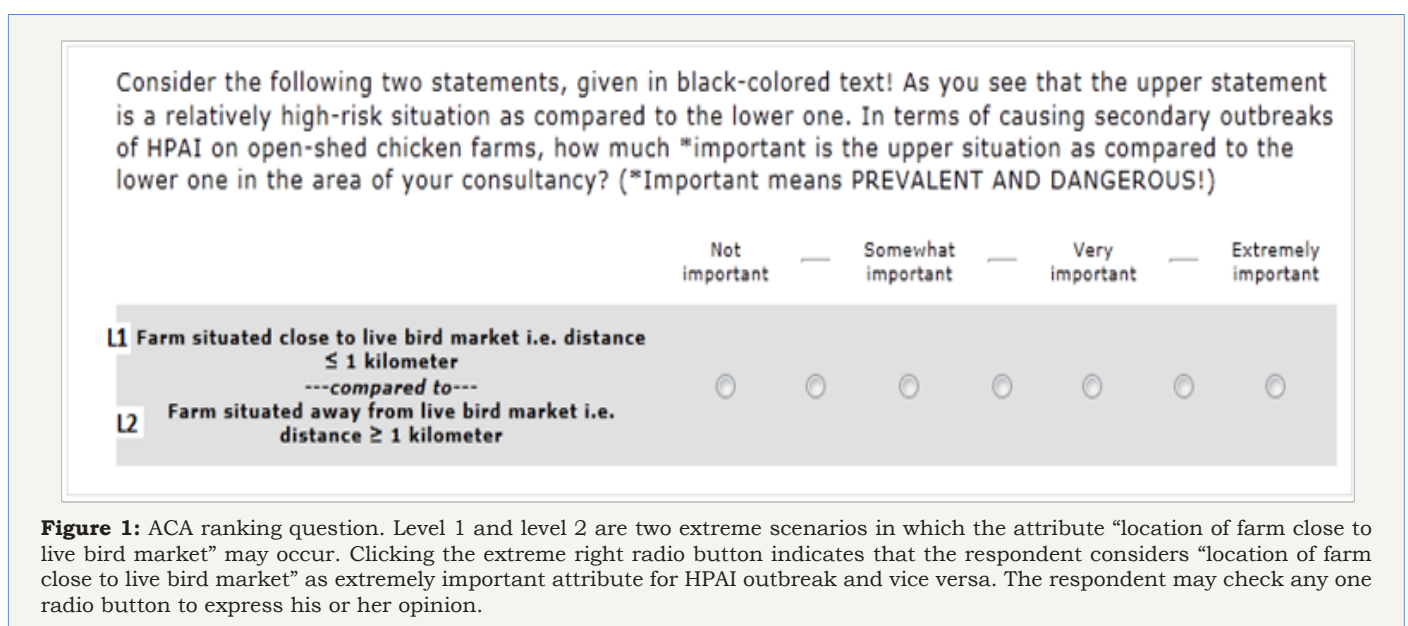 Consider the following two statements, given in black-colored text! As you see that the upper statement
is a relatively high-risk situation as compared to the lower one. In terms of causing secondary outbreaks
of HPAI on open-shed chicken farms, how much *important is the upper situation as compared to the
lower one in the area of your consultancy? (*Important means PREVALENT AND DANGEROUS!)
Not important
Somewhat important
Very important
Extremely important
L1 Farm situated close to live bird market i.e. distance
≤ 1 kilometer
---compared to---
L2 Farm situated away from live bird market i.e.
distance ≥ 1 kilometer
Figure 1: ACA ranking question. Level 1 and level 2 are two extreme scenarios in which the attribute “location of farm close to
live bird market” may occur. Clicking the extreme right radio button indicates that the respondent considers “location of farm
close to live bird market” as extremely important attribute for HPAI outbreak and vice versa. The respondent may check any one
radio button to express his or her opinion.